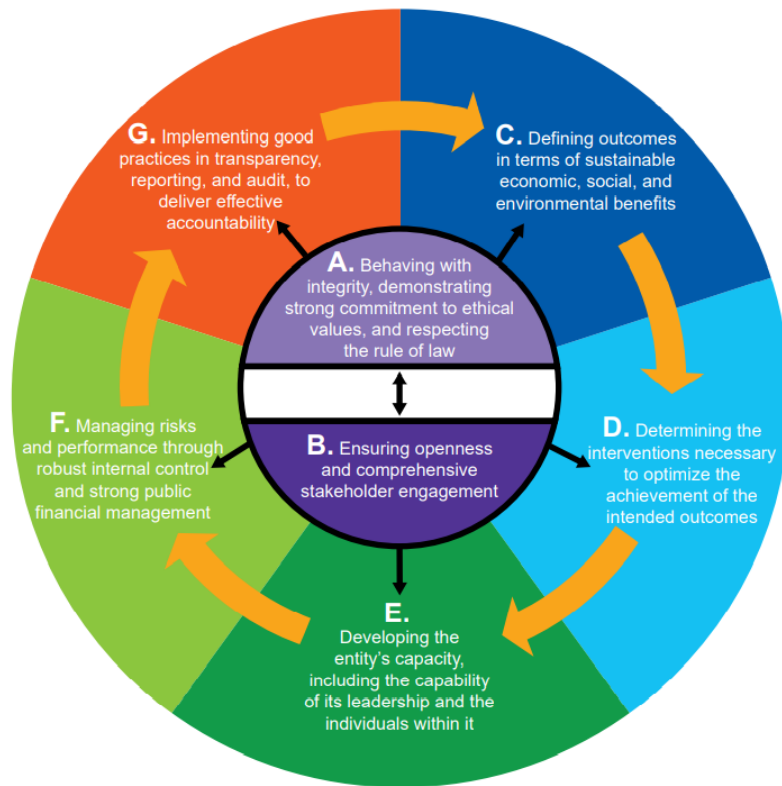 A. Behaving with
integrity, demonstrating
strong commitment to ethical
values, and respecting
the rule of law
B. Ensuring openness
and comprehensive
stakeholder engagement
C. Defining outcomes
in terms of sustainable
economic, social, and
environmental benefits
D. Determining the
interventions necessary
to optimize the
achievement of the
intended outcomes
E.
Developing the
entity's capacity,
including the capability
of its leadership and the
individuals within it
F. Managing risks
and performance through
robust internal control
and strong public
financial management
G. Implementing good
practices in transparency,
reporting, and audit, to
deliver effective
accountability